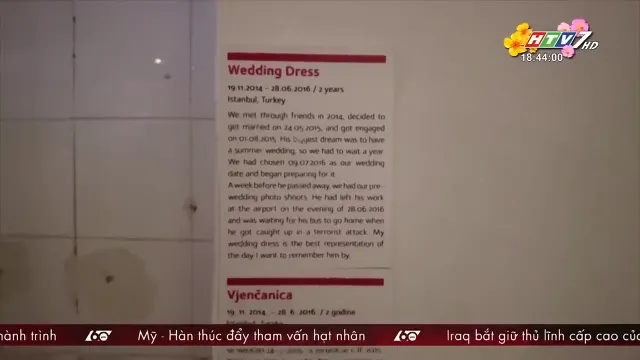 HTV7 HD
18:44:00
Wedding Dress
19.11.2014 - 28.06.2016 / 2 years
Istanbul, Turkey
We met through friends in 2014, decided to
get married on 24.05.2015, and got engaged
on 01.08.2015. His biggest dream was to have
a summer wedding, so we had to wait a year.
We had chosen 09.07.2016 as our wedding
date and began preparing for it.
A week before he passed away, we had our pre-
wedding photo shoots. He had left his work
at the airport on the evening of 28.06.2016
and was waiting for his bus to go home when
he got caught up in a terrorist attack. My
wedding dress is the best representation of
the day I want to remember him by.
Vjenčanica
19. 11. 2014. - 28. 6. 2016. / 2 godine
hành trình 60 Mỹ - Hàn thúc đẩy tham vấn hạt nhân 60 Iraq bắt giữ thủ lĩnh cấp cao củ